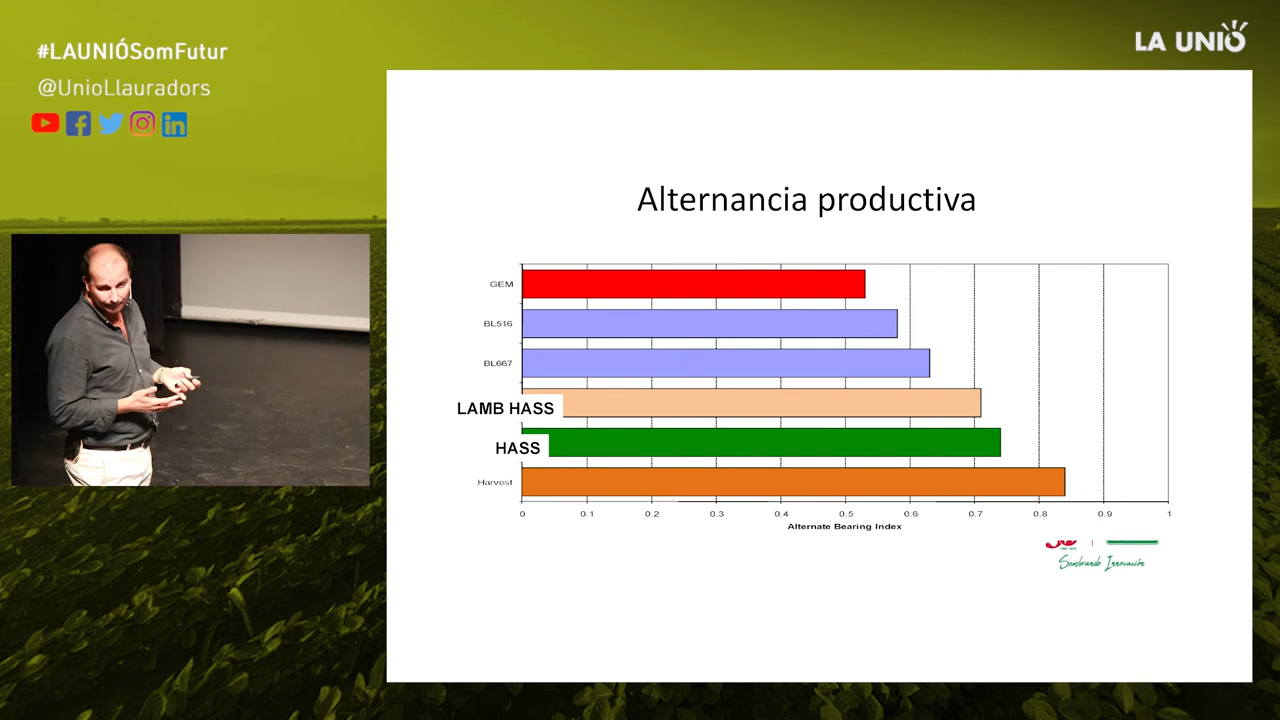 #LAUNIÓSomFutur
@UnioLlauradors
LA UNIÓ
Alternancia productiva
GEM
BL516
BL667
LAMB HASS
HASS
Harvest
0 0.1 0.2 0.3 0.4 0.5 0.6 0.7 0.8 0.9 1
Alternate Bearing Index
Sembrando Innovación